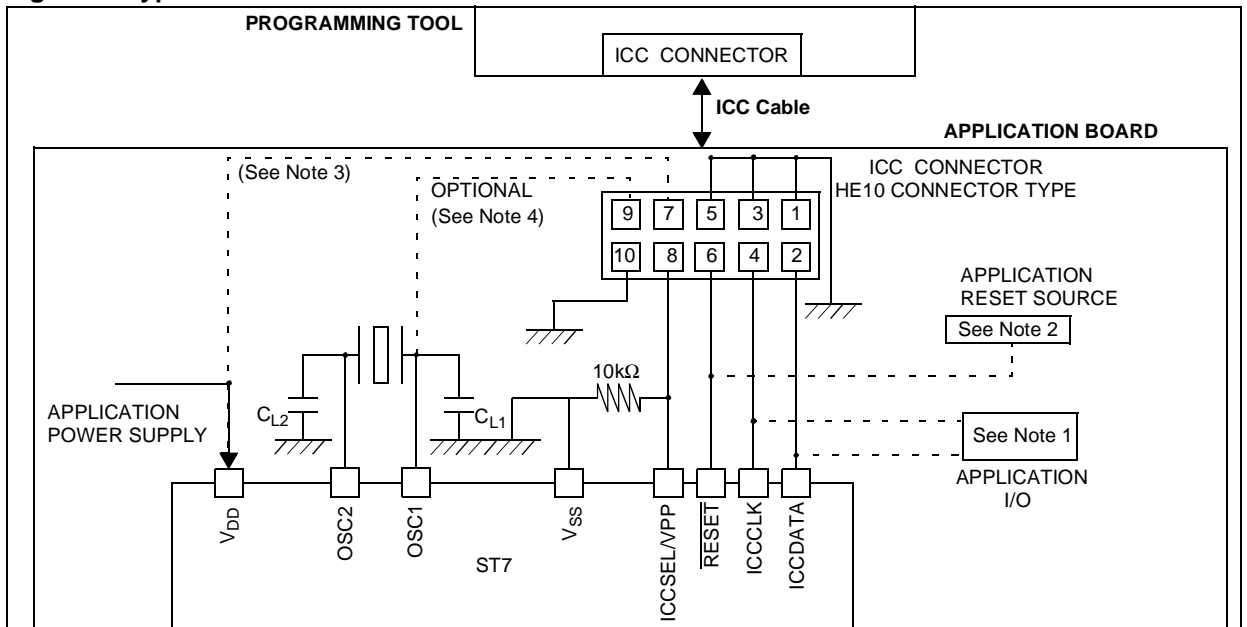 PROGRAMMING TOOL
ICC CONNECTOR
ICC Cable
APPLICATION BOARD
(See Note 3)
OPTIONAL
(See Note 4)
ICC CONNECTOR
HE10 CONNECTOR TYPE
9 7 5 3 1
10 8 6 4 2
APPLICATION
RESET SOURCE
See Note 2
10kΩ
APPLICATION
POWER SUPPLY
CL2
CL1
See Note 1
APPLICATION
I/O
VDD
OSC2
OSC1
VSS
ICCSEL/VPP
RESET
ICCCLK
ICCDATA
ST7